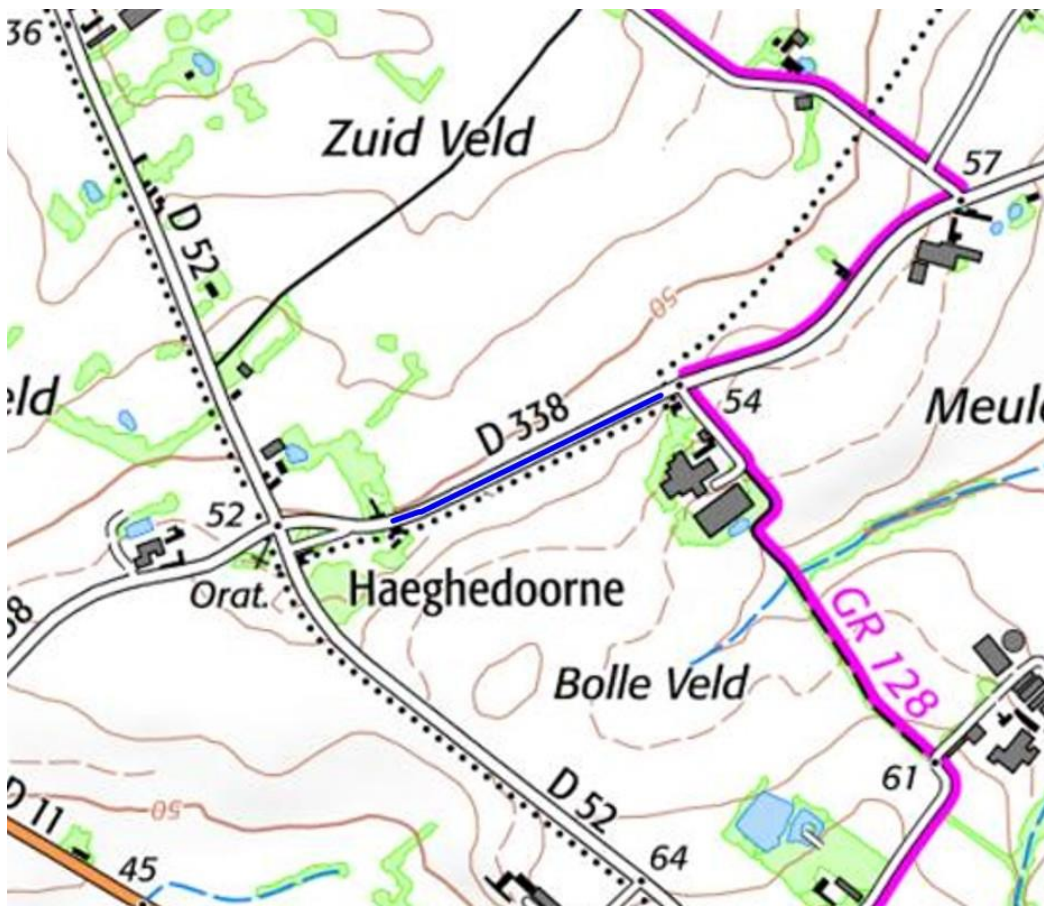 36
Zuid Veld
57
D 52
50
eld
D 338
54
Meule
52
Orat.
Haeghedoorne
GR 128
Bolle Veld
D 52
61
D 11
50
45
64